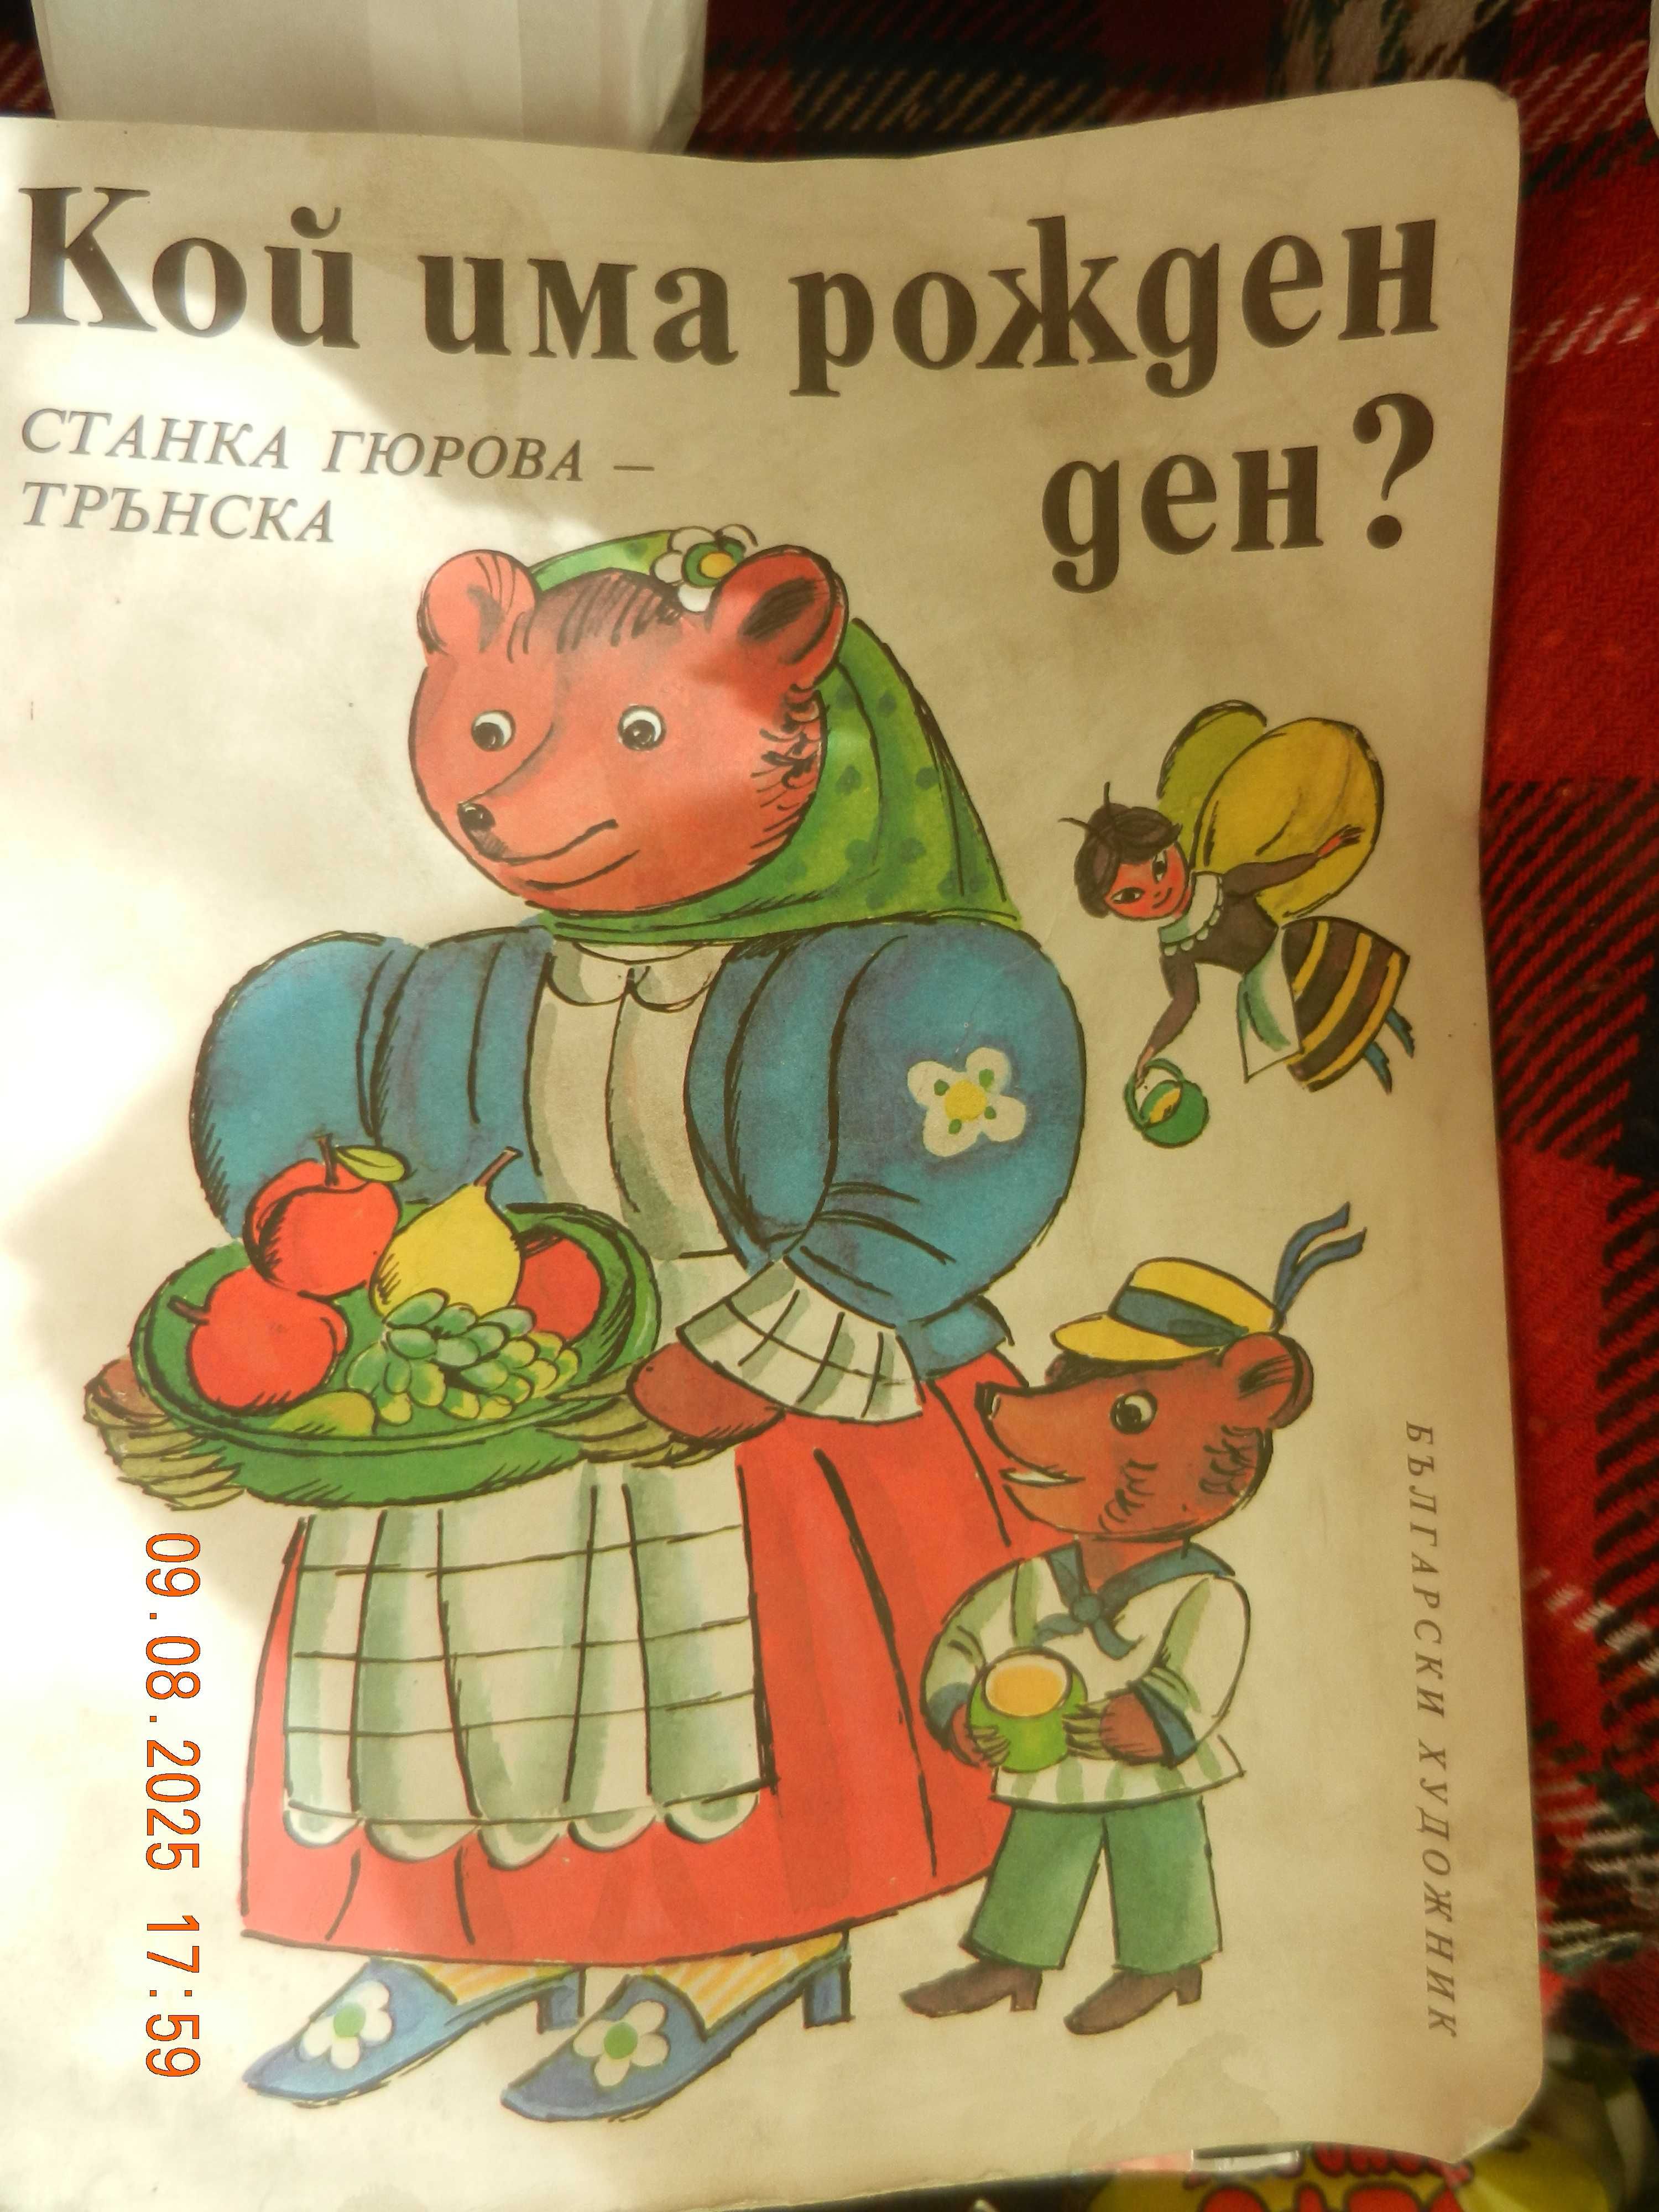 Кой има рожден
ден?
СТАНКА ГЮРОВА –
ТРЪНСКА
БЪЛГАРСКИ ХУДОЖНИК
09.08.2025 17:59